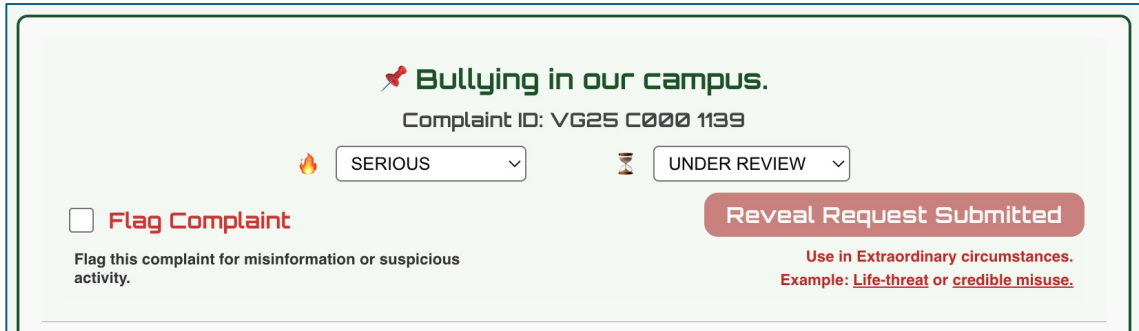 Bullying in our campus.
Complaint ID: VG25 C000 1139
SERIOUS
UNDER REVIEW
Flag Complaint
Reveal Request Submitted
Flag this complaint for misinformation or suspicious
activity.
Use in Extraordinary circumstances.
Example: Life-threat or credible misuse.